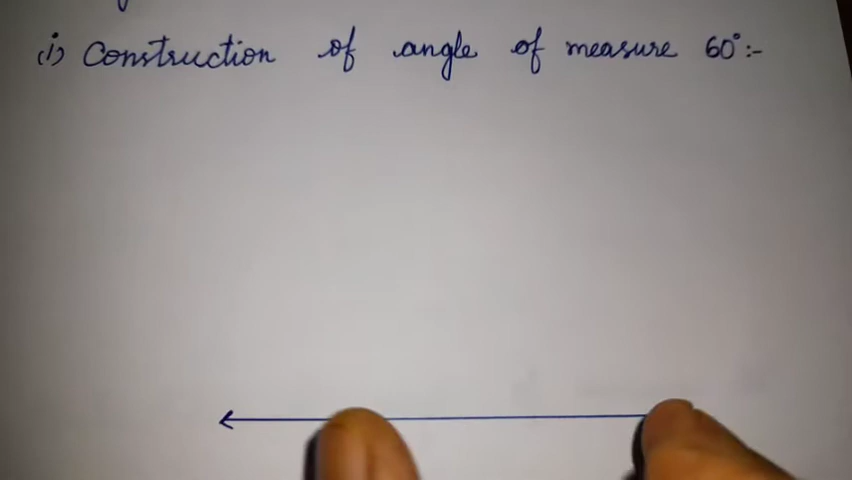 (i) Construction of angle of measure 60°:-